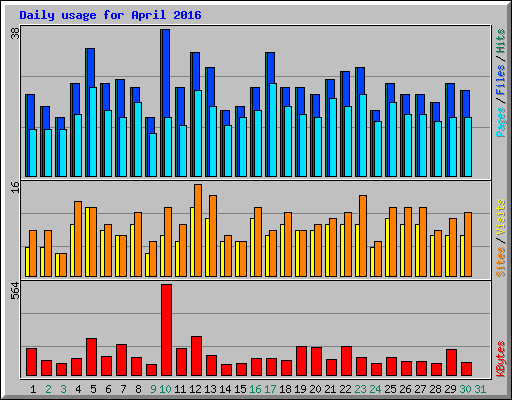 Daily usage for April 2016
38
Pages / Files / Hits
16
Sites / Visits
564
KBytes
1 2 3 4 5 6 7 8 9 10 11 12 13 14 15 16 17 18 19 20 21 22 23 24 25 26 27 28 29 30 31